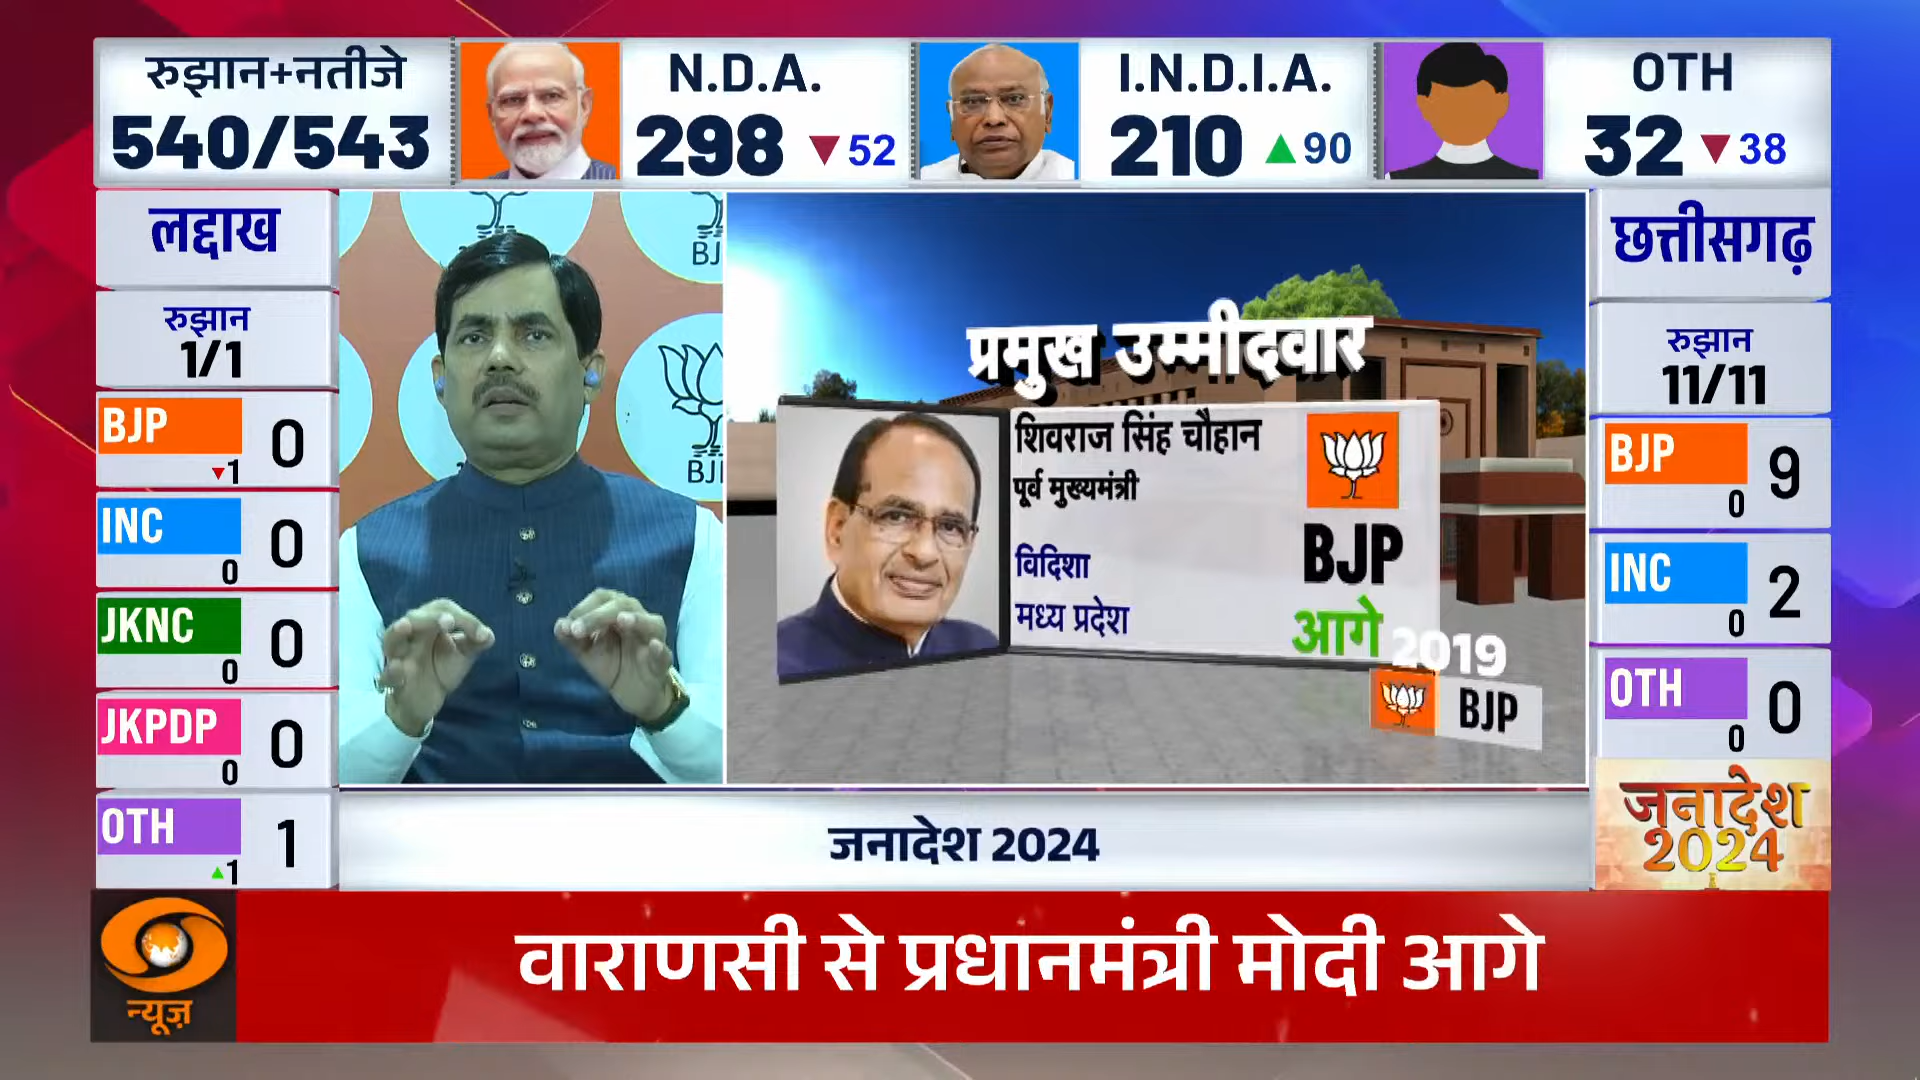 रुझान+नतीजे
540/543
N.D.A.
298 ▼52
I.N.D.I.A.
210 ▲90
OTH
32 ▼38
लद्दाख
रुझान
1/1
BJP 0
▼1
INC 0
0
JKNC 0
0
JKPDP 0
0
OTH 1
▲1
BJ
BJ
प्रमुख उम्मीदवार
शिवराज सिंह चौहान
पूर्व मुख्यमंत्री
विदिशा
मध्य प्रदेश
BJP
आगे
2019
BJP
छत्तीसगढ़
रुझान
11/11
BJP 9
0
INC 2
0
OTH 0
0
जनादेश
2024
जनादेश 2024
न्यूज़
वाराणसी से प्रधानमंत्री मोदी आगे